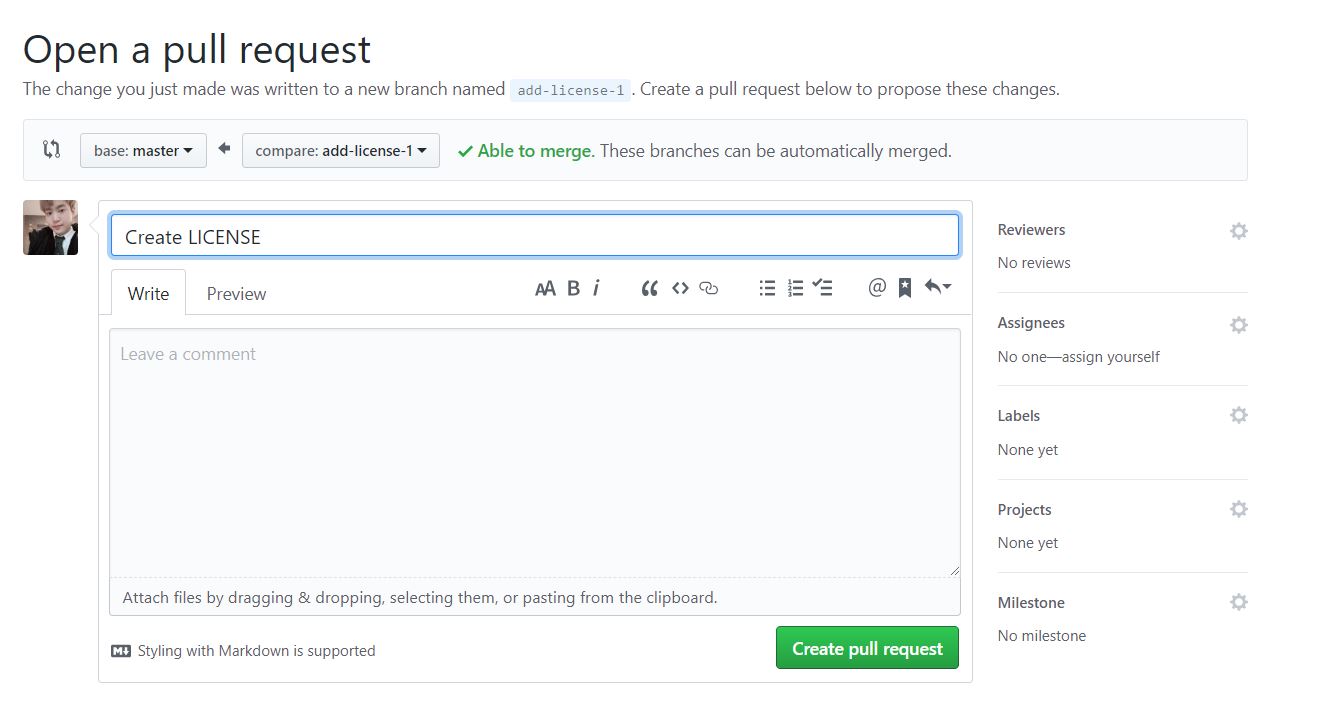 Open a pull request
The change you just made was written to a new branch named add-license-1. Create a pull request below to propose these changes.
base: master compare: add-license-1 Able to merge. These branches can be automatically merged.
Create LICENSE
Write Preview AA B i @
Leave a comment
Attach files by dragging & dropping, selecting them, or pasting from the clipboard.
Styling with Markdown is supported
Create pull request
Reviewers
No reviews
Assignees
No one—assign yourself
Labels
None yet
Projects
None yet
Milestone
No milestone